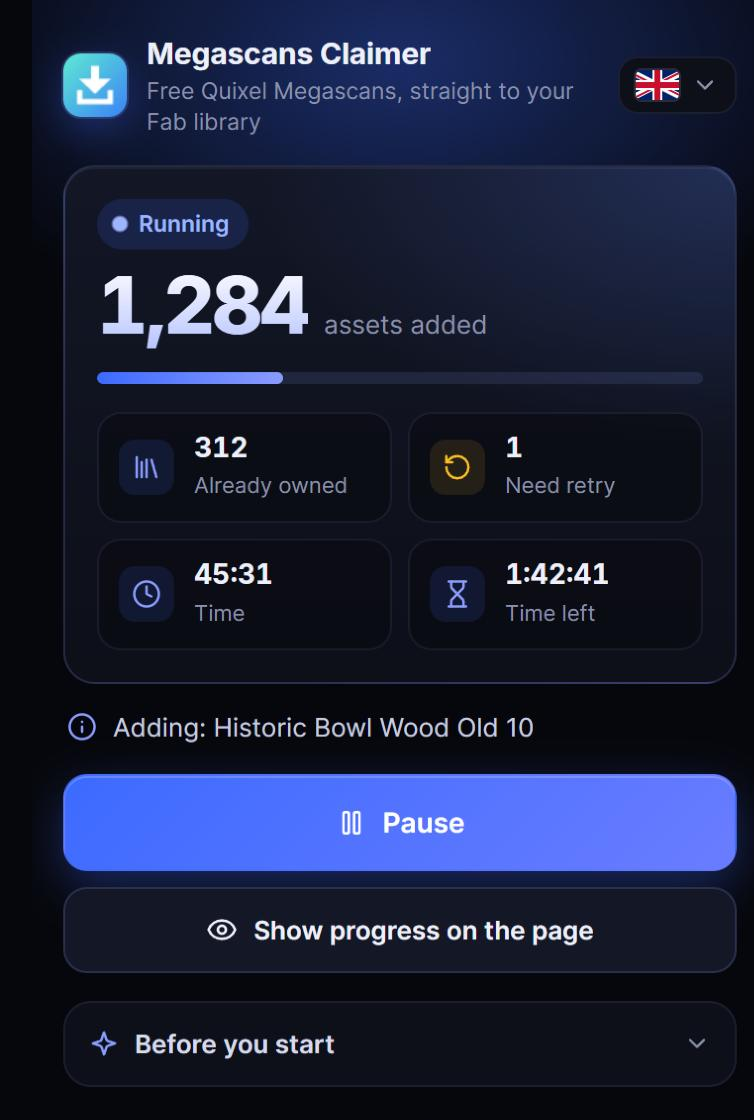 Megascans Claimer
Free Quixel Megascans, straight to your
Fab library
Running
1,284 assets added
312
Already owned
1
Need retry
45:31
Time
1:42:41
Time left
Adding: Historic Bowl Wood Old 10
Pause
Show progress on the page
Before you start